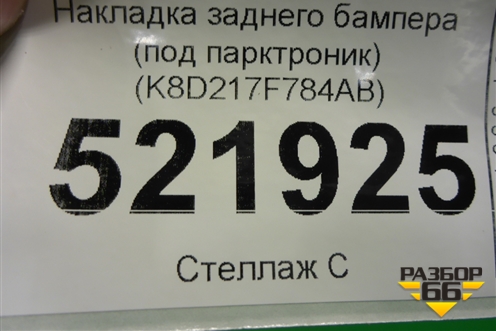 Накладка заднего бампера
(под парктроник)
(K8D217F784AB)
521925
Стеллаж С
РАЗБОР
66